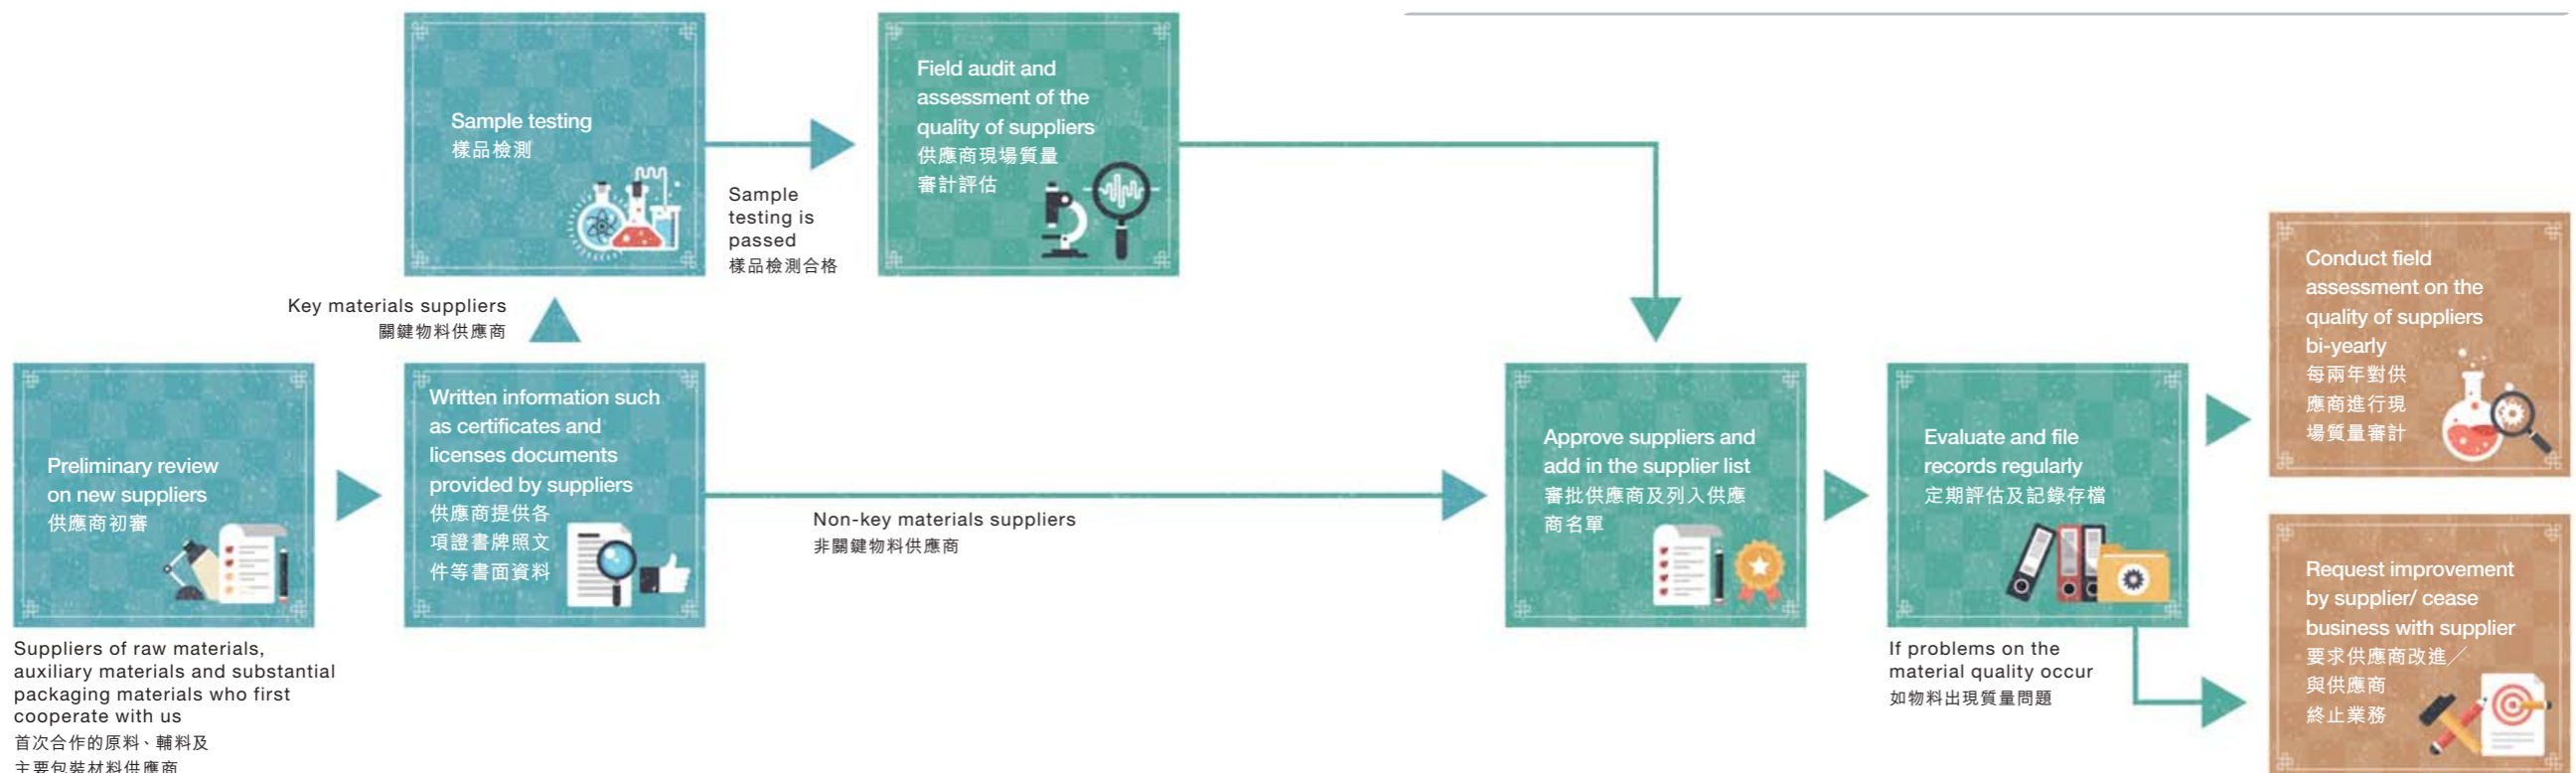 Sample testing
樣品檢測
Field audit and
assessment of the
quality of suppliers
供應商現場質量
審計評估
Sample
testing is
passed
樣品檢測合格
Key materials suppliers
關鍵物料供應商
Preliminary review
on new suppliers
供應商初審
Suppliers of raw materials,
auxiliary materials and substantial
packaging materials who first
cooperate with us
首次合作的原料、輔料及
主要包裝材料供應商
Written information such
as certificates and
licenses documents
provided by suppliers
供應商提供各
項證書牌照文
件等書面資料
Non-key materials suppliers
非關鍵物料供應商
Approve suppliers and
add in the supplier list
審批供應商及列入供應
商名單
Evaluate and file
records regularly
定期評估及記錄存檔
If problems on the
material quality occur
如物料出現質量問題
Conduct field
assessment on the
quality of suppliers
bi-yearly
每兩年對供
應商進行現
場質量審計
Request improvement
by supplier/ cease
business with supplier
要求供應商改進╱
與供應商
終止業務